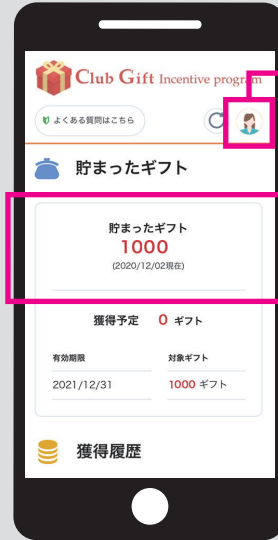 Club Gift Incentive program
よくある質問はこちら
貯まったギフト
貯まったギフト
1000
(2020/12/02現在)
獲得予定 0 ギフト
有効期限 対象ギフト
2021/12/31 1000 ギフト
獲得履歴